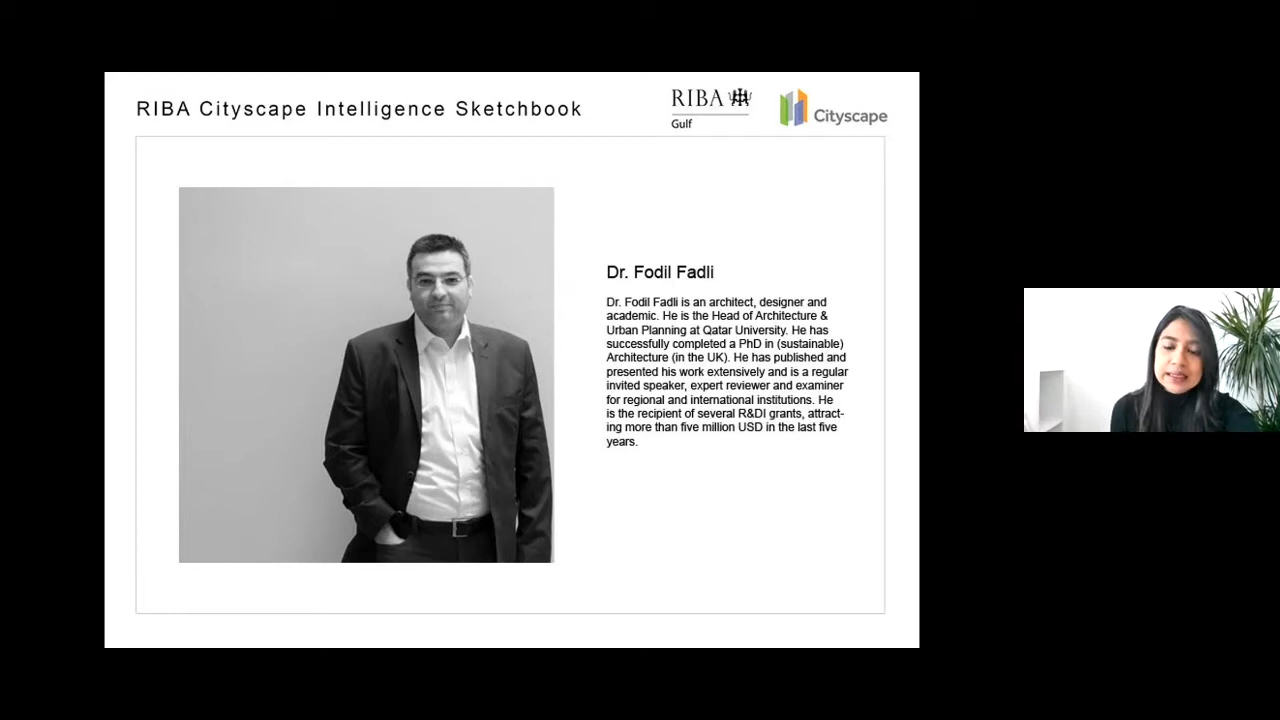 RIBA Cityscape Intelligence Sketchbook
RIBA
Gulf
Cityscape
Dr. Fodil Fadli
Dr. Fodil Fadli is an architect, designer and
academic. He is the Head of Architecture &
Urban Planning at Qatar University. He has
successfully completed a PhD in (sustainable)
Architecture (in the UK). He has published and
presented his work extensively and is a regular
invited speaker, expert reviewer and examiner
for regional and international institutions. He
is the recipient of several R&DI grants, attract-
ing more than five million USD in the last five
years.